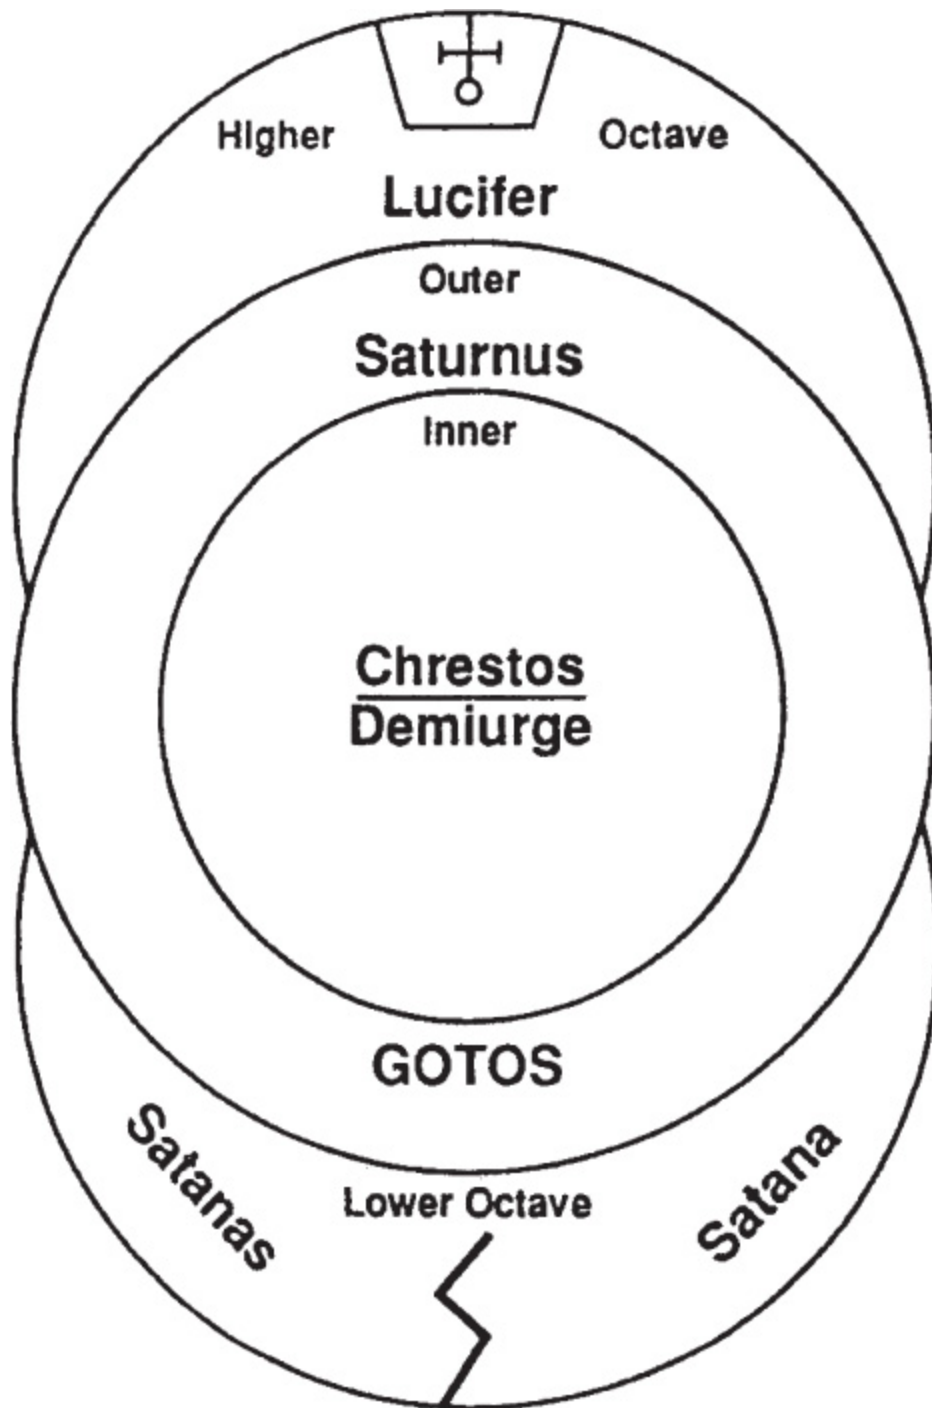 Higher Octave
Lucifer
Outer
Saturnus
Inner
Chrestos
Demiurge
GOTOS
Satanas Satana
Lower Octave